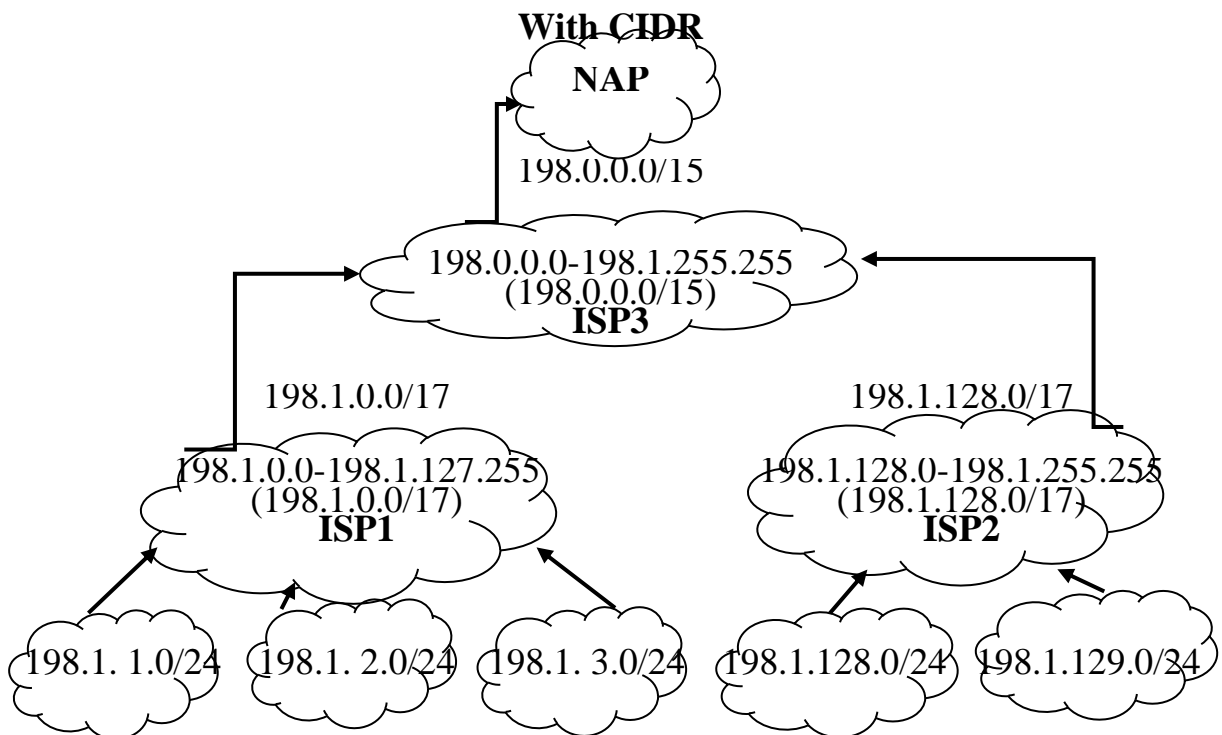 With CIDR
NAP
198.0.0.0/15
198.0.0.0-198.1.255.255
(198.0.0.0/15)
ISP3
198.1.0.0/17
198.1.128.0/17
198.1.0.0-198.1.127.255
(198.1.0.0/17)
ISP1
198.1.128.0-198.1.255.255
(198.1.128.0/17)
ISP2
198.1. 1.0/24
198.1. 2.0/24
198.1. 3.0/24
198.1.128.0/24
198.1.129.0/24